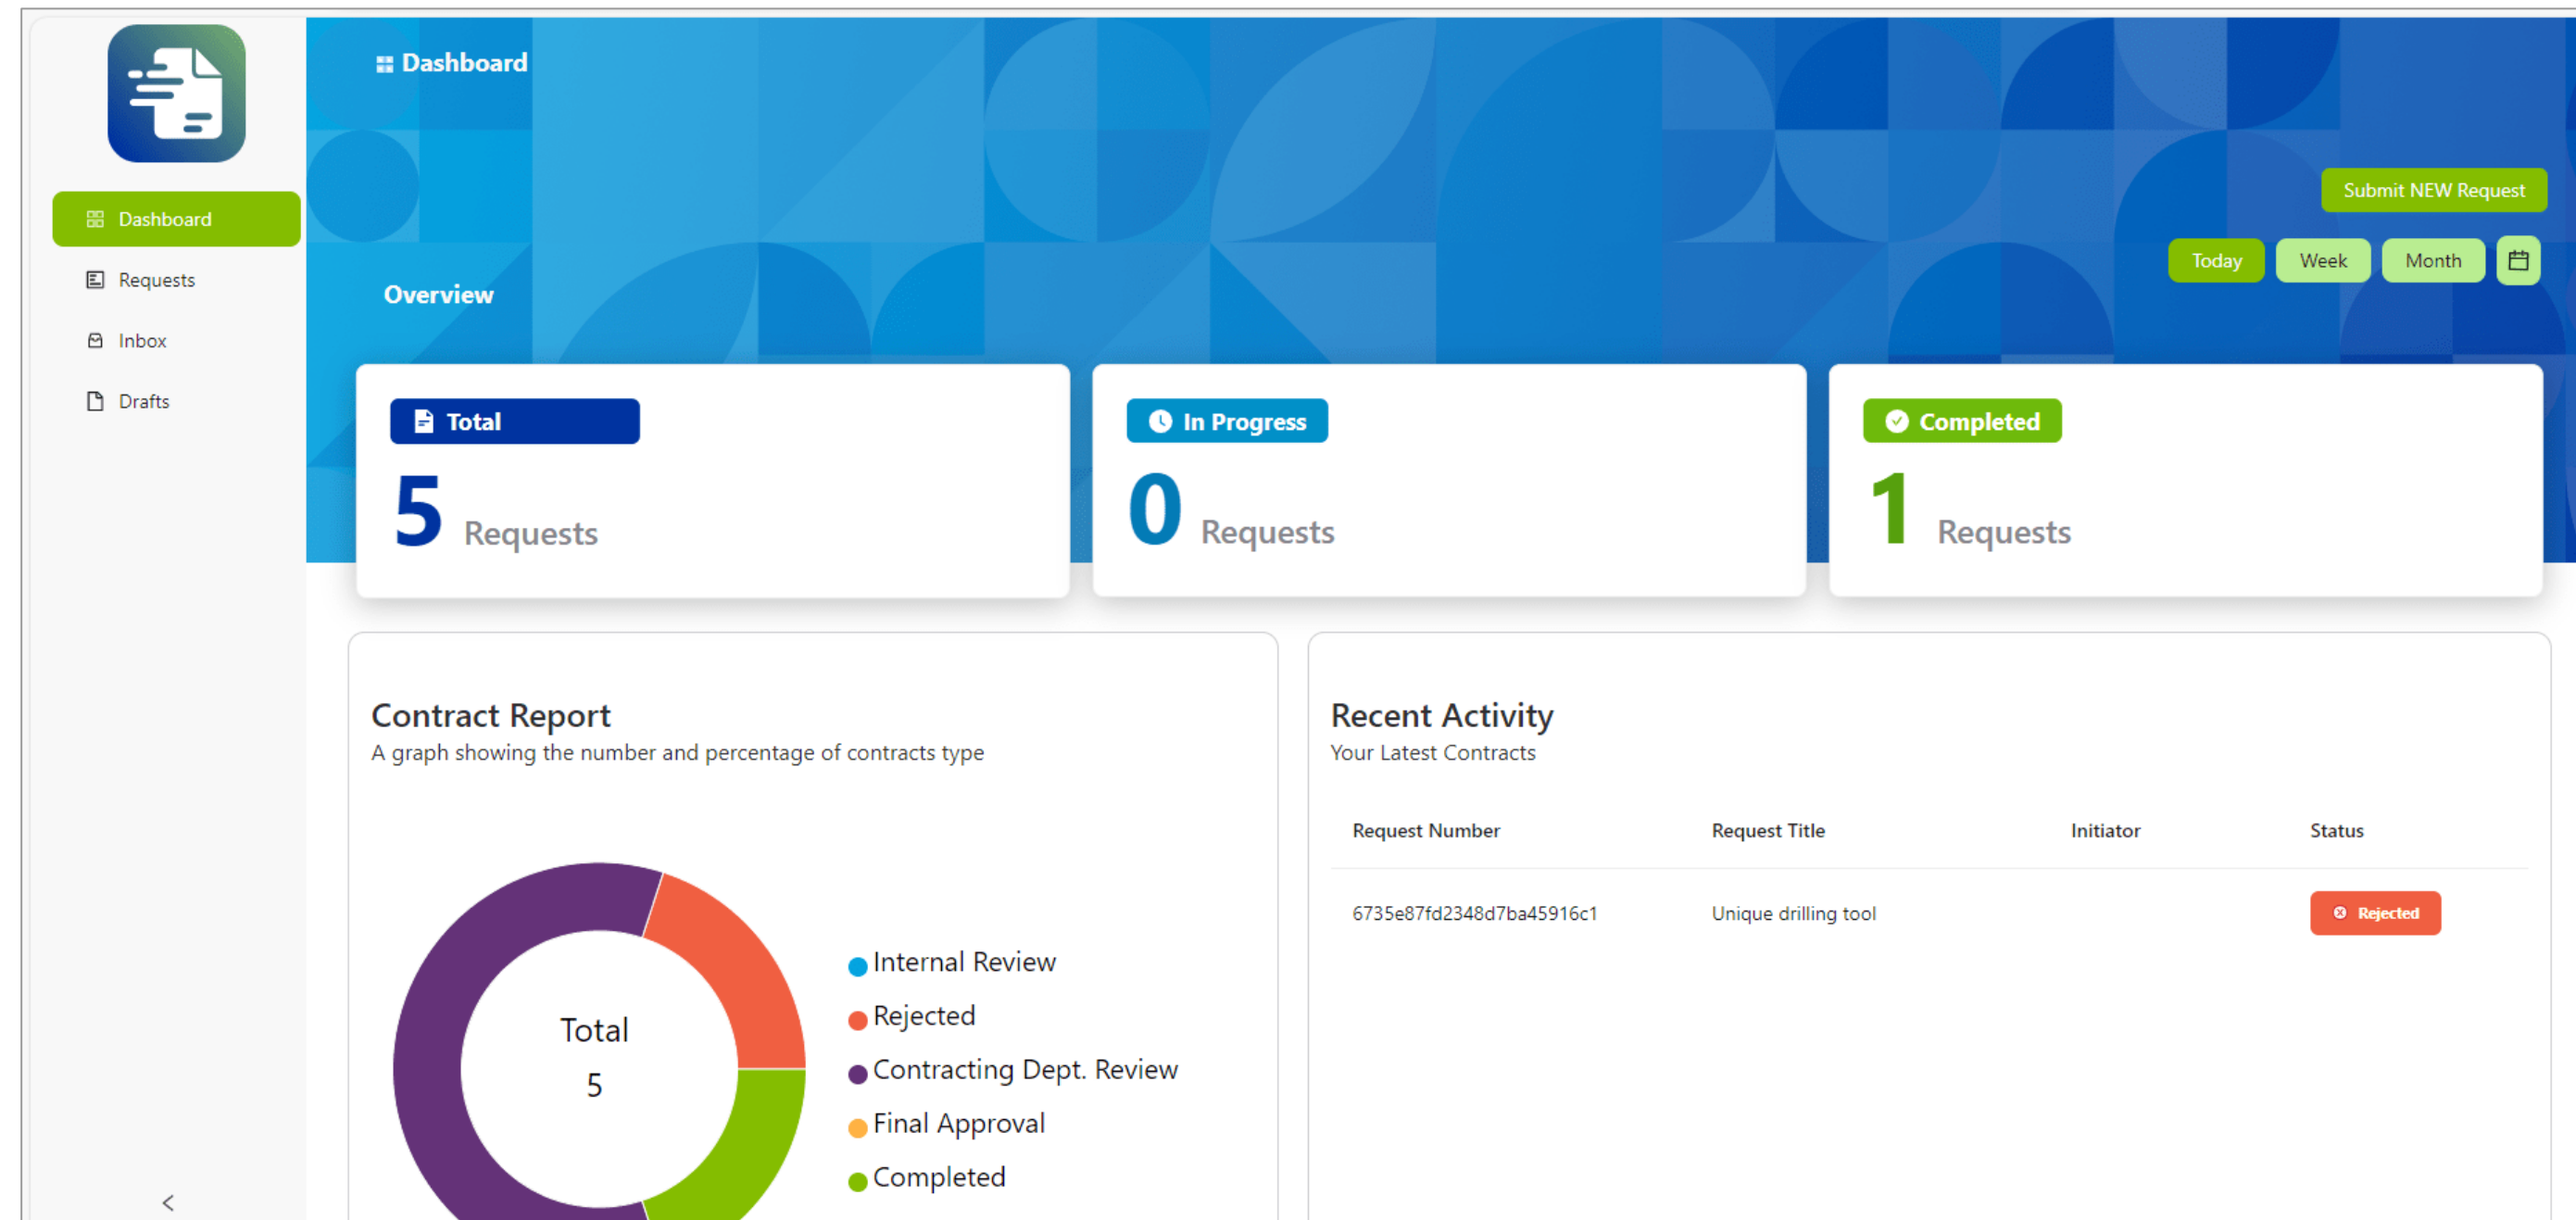 Dashboard
Dashboard
Requests
Inbox
Drafts
Submit NEW Request
Today Week Month
Overview
Total
5 Requests
In Progress
0 Requests
Completed
1 Requests
Contract Report
A graph showing the number and percentage of contracts type
Total
5
Internal Review
Rejected
Contracting Dept. Review
Final Approval
Completed
Recent Activity
Your Latest Contracts
Request Number Request Title Initiator Status
6735e87fd2348d7ba45916c1 Unique drilling tool Rejected